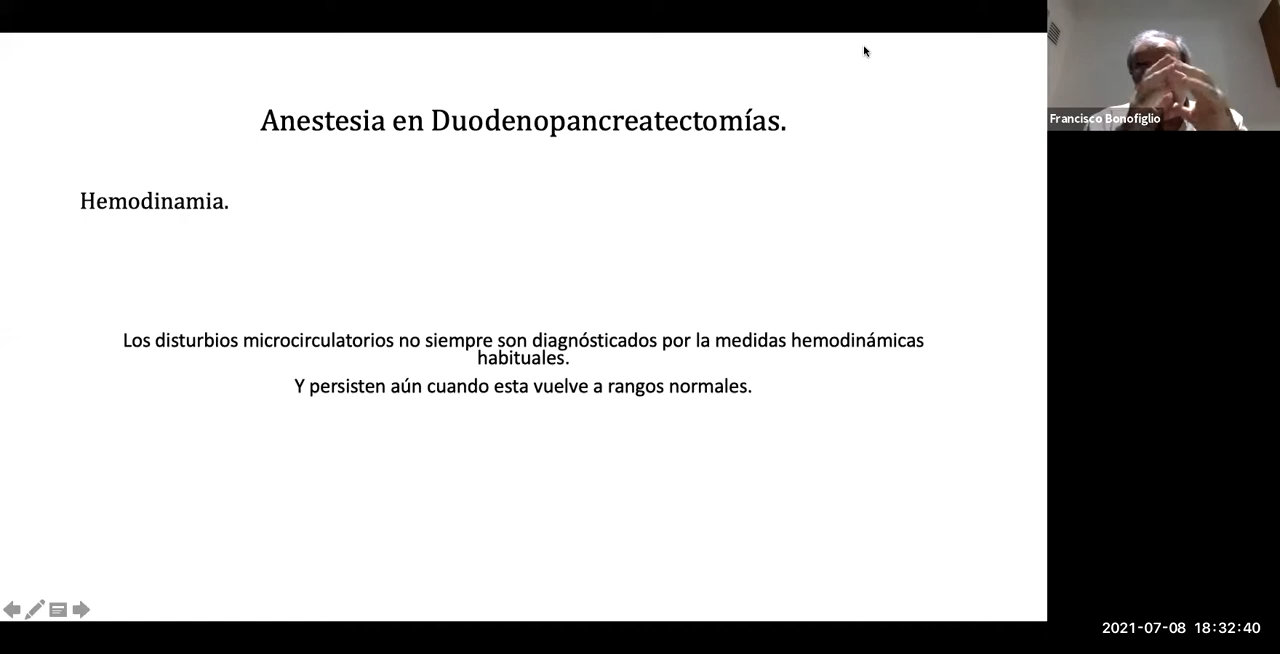 Anestesia en Duodenopancreatectomías.
Francisco Bonofiglio
Hemodinamia.
Los disturbios microcirculatorios no siempre son diagnósticados por la medidas hemodinámicas
habituales.
Y persisten aún cuando esta vuelve a rangos normales.
2021-07-08 18:32:40